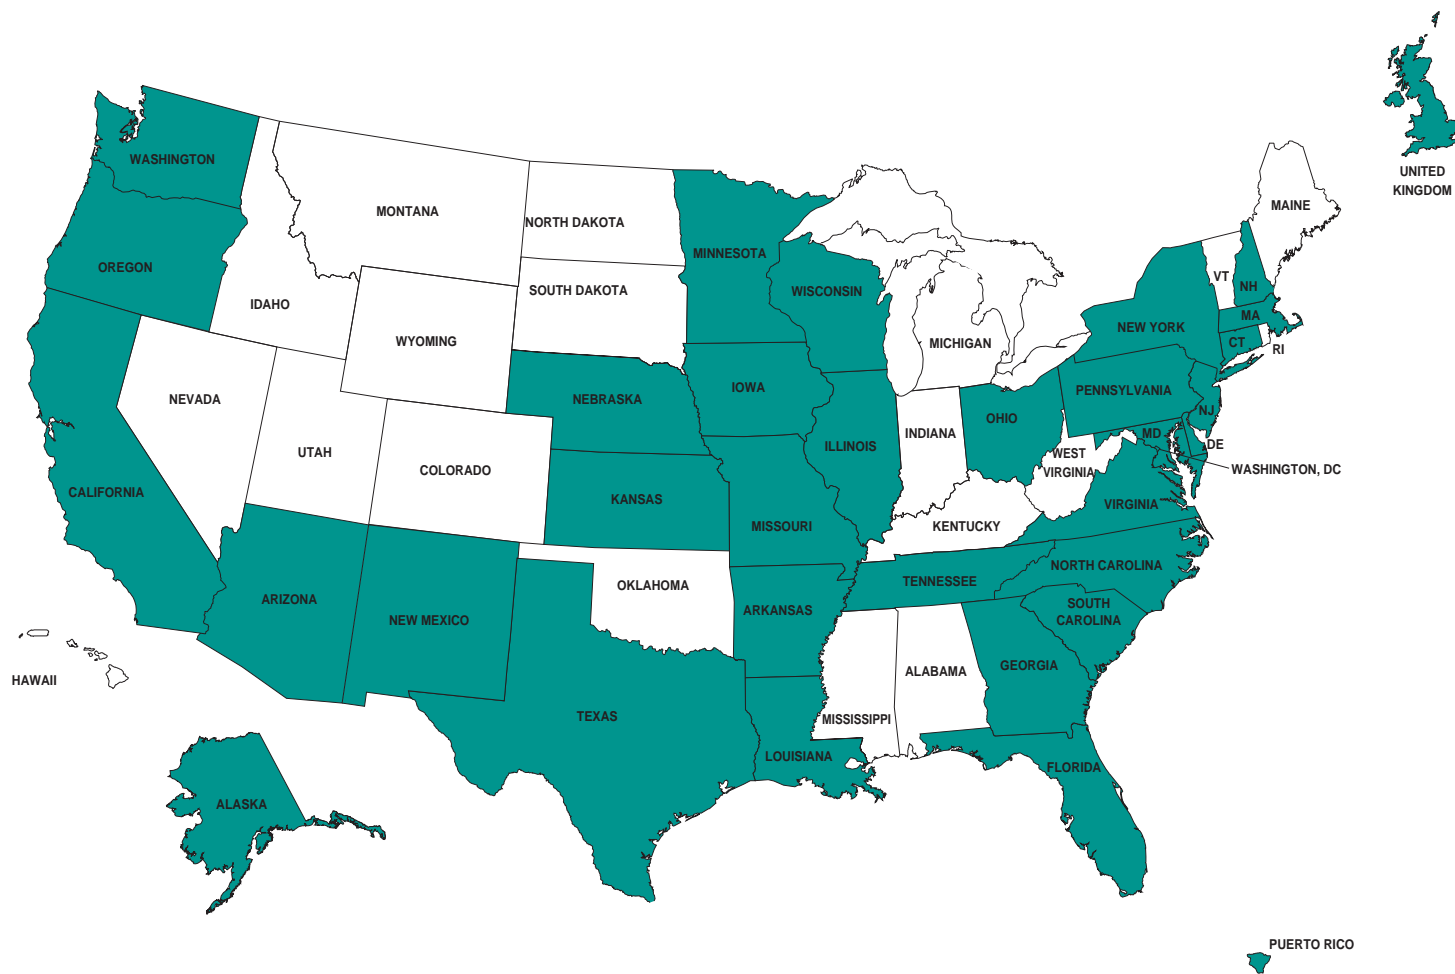 UNITED
KINGDOM
WASHINGTON
MONTANA
NORTH DAKOTA
MINNESOTA
MAINE
OREGON
IDAHO
SOUTH DAKOTA
WISCONSIN
VT
NH
WYOMING
MICHIGAN
NEW YORK
MA
CT
RI
NEVADA
NEBRASKA
IOWA
PENNSYLVANIA
NJ
UTAH
COLORADO
ILLINOIS
INDIANA
OHIO
WEST
VIRGINIA
MD
DE
WASHINGTON, DC
CALIFORNIA
KANSAS
MISSOURI
KENTUCKY
VIRGINIA
ARIZONA
NEW MEXICO
OKLAHOMA
ARKANSAS
TENNESSEE
NORTH CAROLINA
SOUTH
CAROLINA
HAWAII
TEXAS
MISSISSIPPI
ALABAMA
GEORGIA
LOUISIANA
FLORIDA
ALASKA
PUERTO RICO